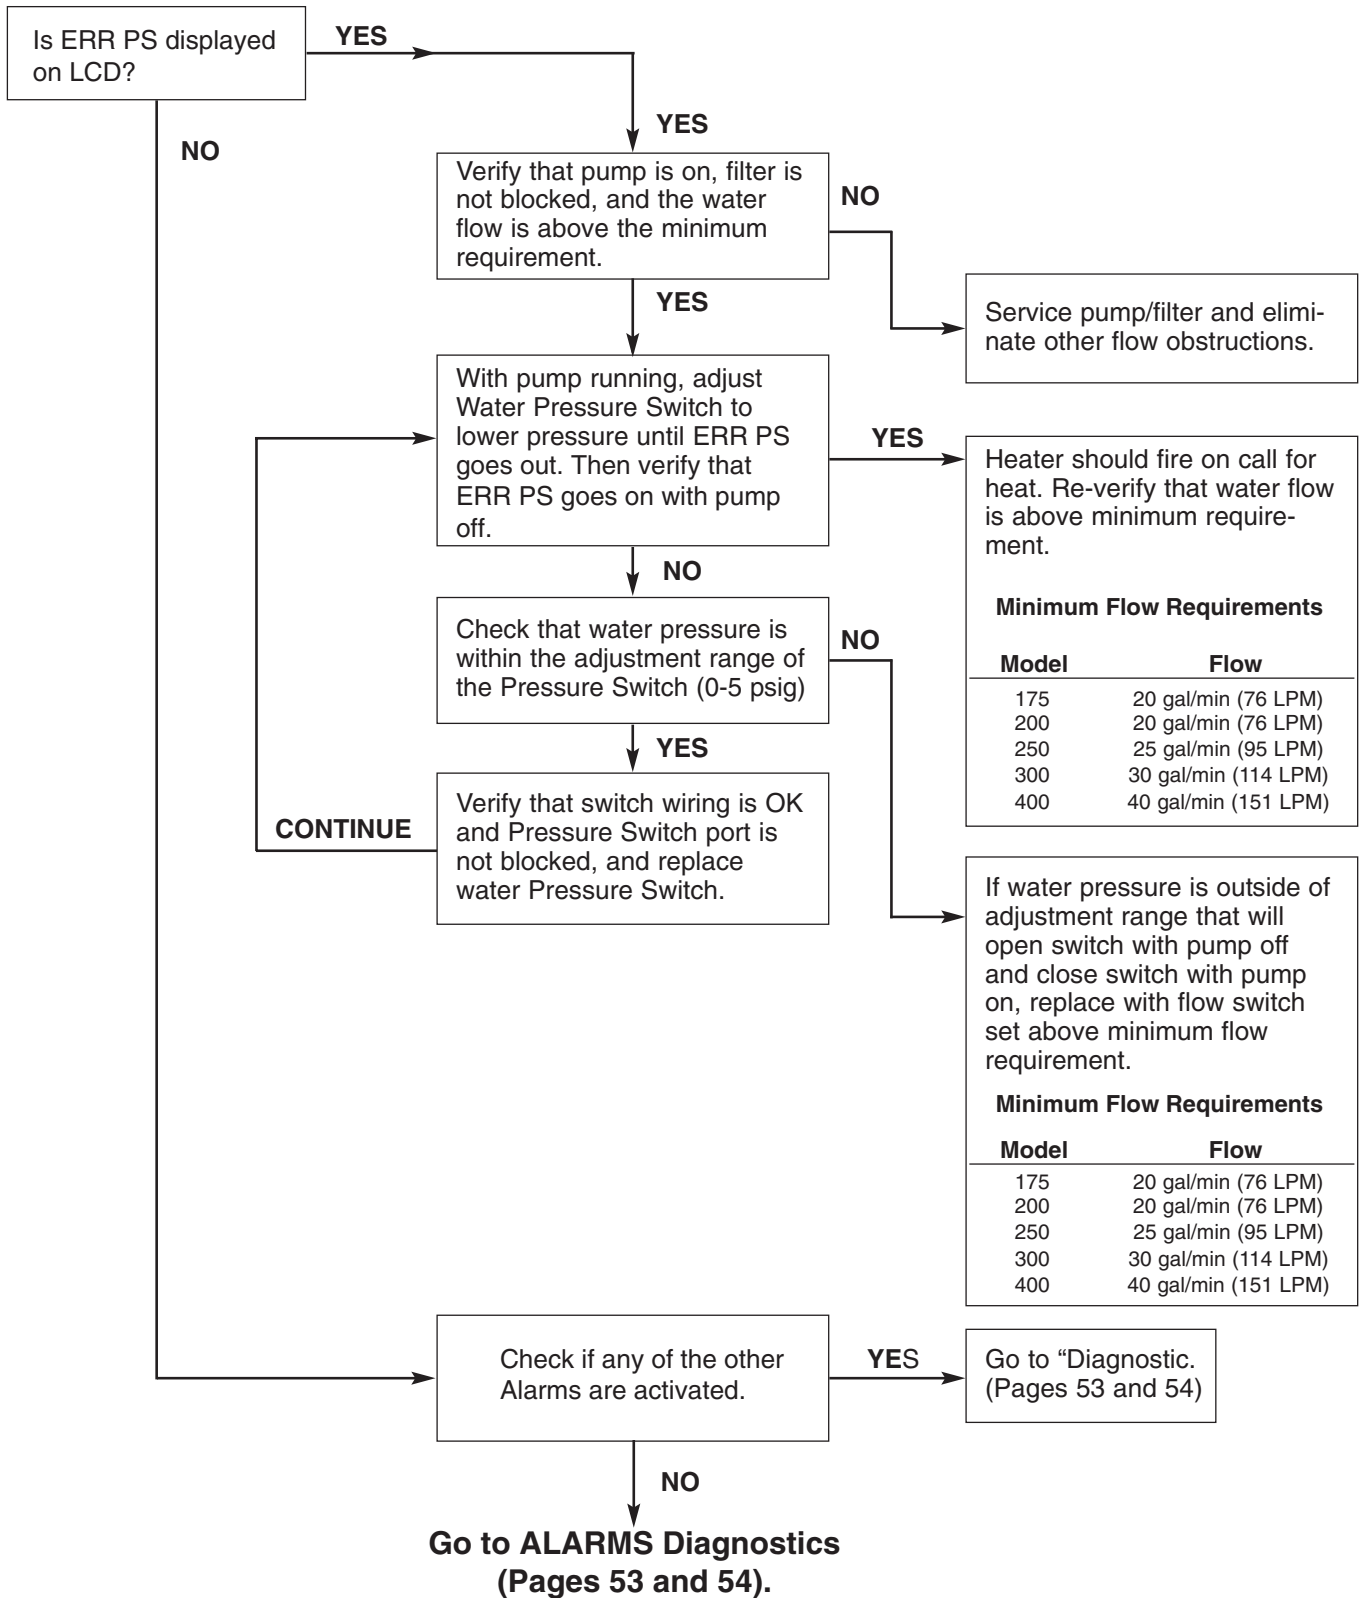 Is ERR PS displayed
on LCD?
YES
NO
YES
Verify that pump is on, filter is
not blocked, and the water
flow is above the minimum
requirement.
NO
Service pump/filter and elimi-
nate other flow obstructions.
YES
With pump running, adjust
Water Pressure Switch to
lower pressure until ERR PS
goes out. Then verify that
ERR PS goes on with pump
off.
YES
Heater should fire on call for
heat. Re-verify that water flow
is above minimum require-
ment.
Minimum Flow Requirements
Model Flow
175 20 gal/min (76 LPM)
200 20 gal/min (76 LPM)
250 25 gal/min (95 LPM)
300 30 gal/min (114 LPM)
400 40 gal/min (151 LPM)
NO
Check that water pressure is
within the adjustment range of
the Pressure Switch (0-5 psig)
NO
YES
Verify that switch wiring is OK
and Pressure Switch port is
not blocked, and replace
water Pressure Switch.
CONTINUE
If water pressure is outside of
adjustment range that will
open switch with pump off
and close switch with pump
on, replace with flow switch
set above minimum flow
requirement.
Minimum Flow Requirements
Model Flow
175 20 gal/min (76 LPM)
200 20 gal/min (76 LPM)
250 25 gal/min (95 LPM)
300 30 gal/min (114 LPM)
400 40 gal/min (151 LPM)
Check if any of the other
Alarms are activated.
YES
Go to “Diagnostic.
(Pages 53 and 54)
NO
Go to ALARMS Diagnostics
(Pages 53 and 54).